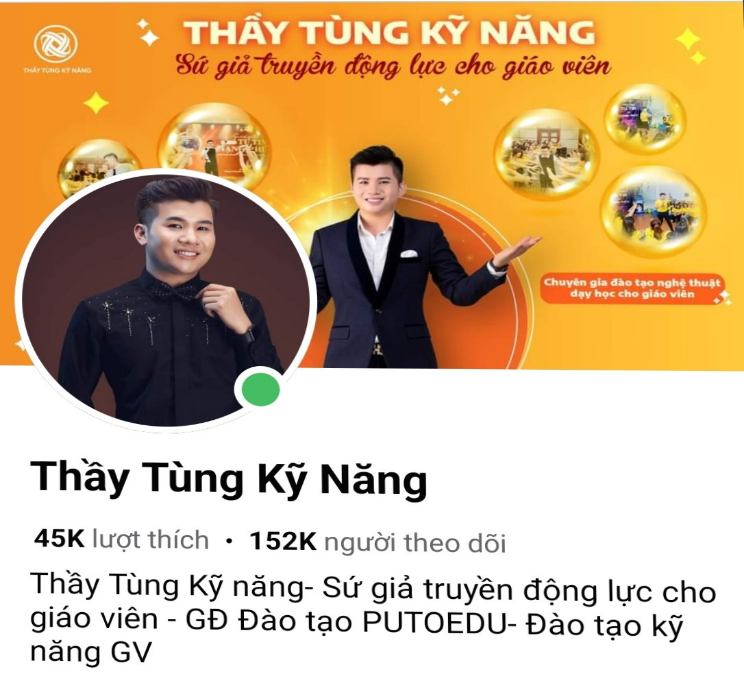 THẦY TÙNG KỸ NĂNG
Sứ giả truyền động lực cho giáo viên
THẦY TÙNG KỸ NĂNG
Chuyên gia đào tạo nghệ thuật
dạy học cho giáo viên
Thầy Tùng Kỹ Năng
45K lượt thích • 152K người theo dõi
Thầy Tùng Kỹ năng- Sứ giả truyền động lực cho
giáo viên - GĐ Đào tạo PUTOEDU- Đào tạo kỹ
năng GV